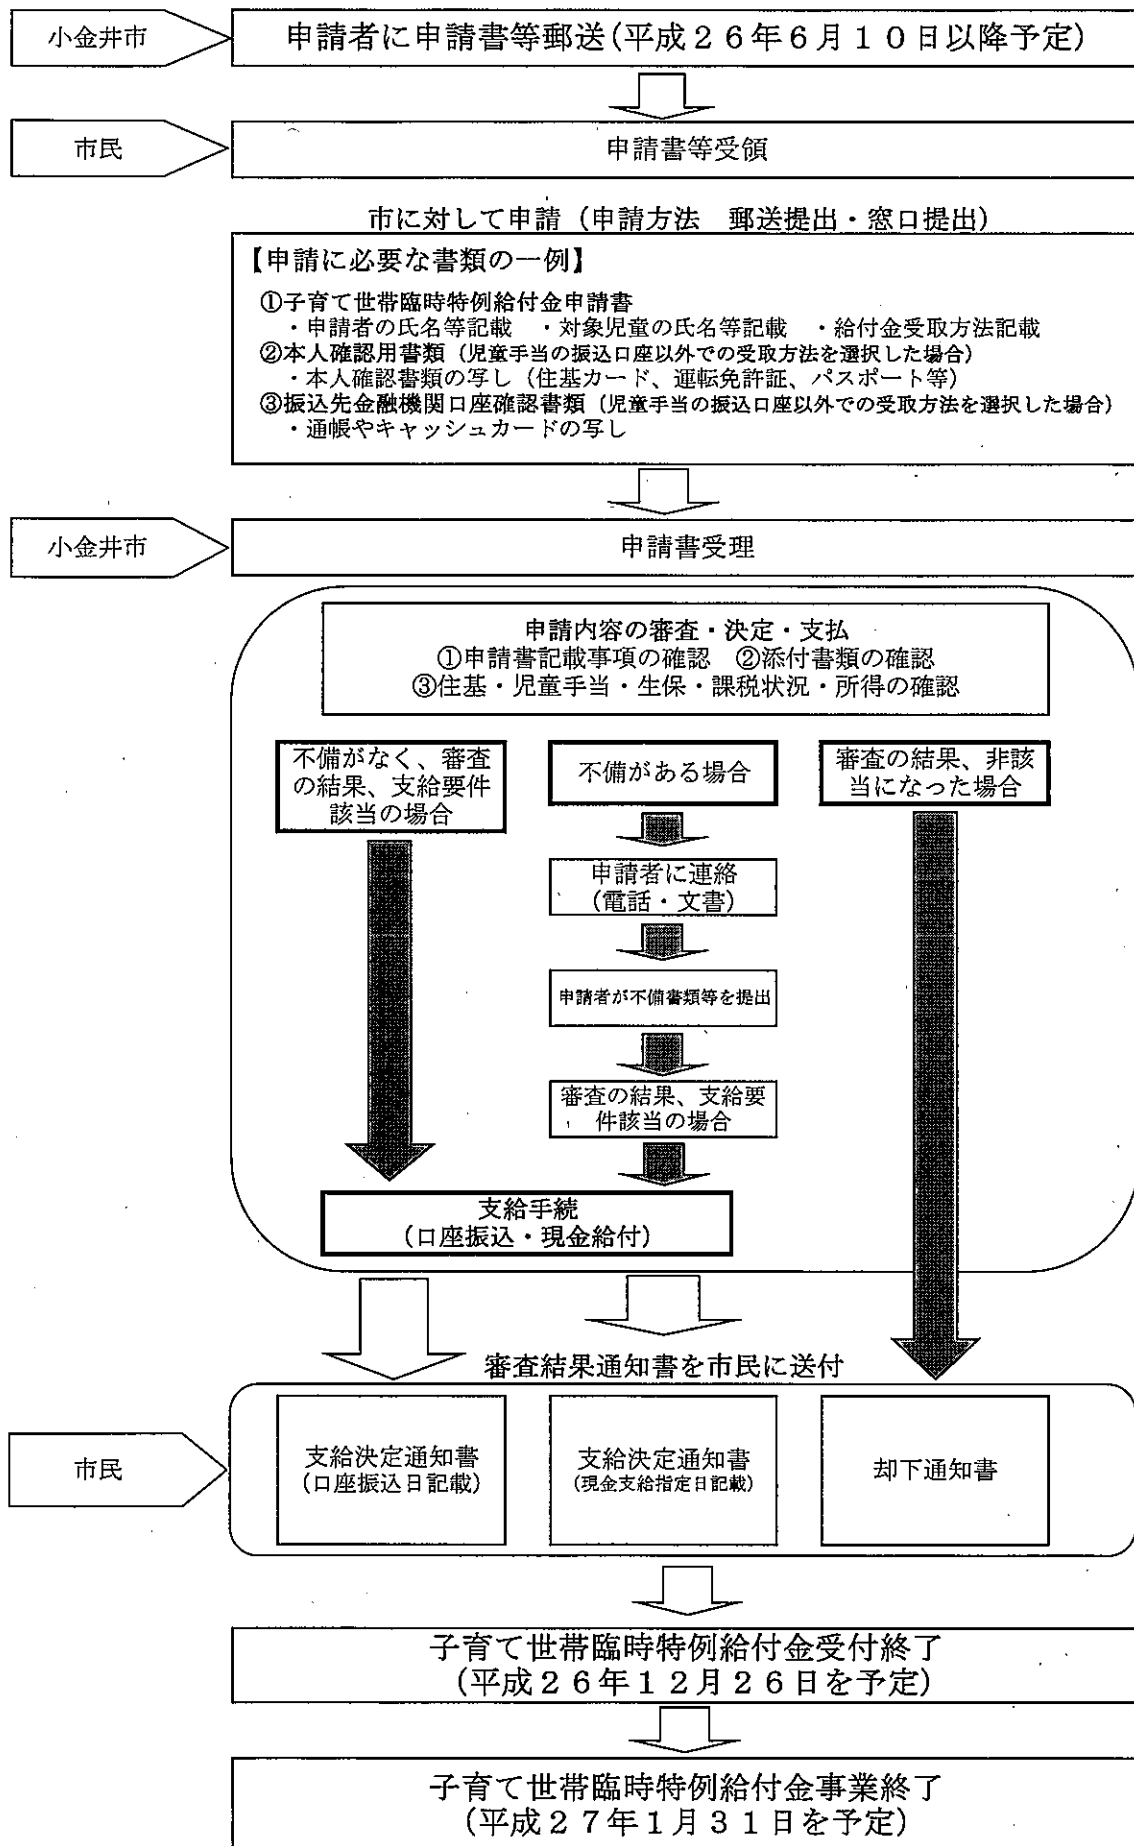 小金井市
申請者に申請書等郵送(平成２６年６月１０日以降予定)
市民
申請書等受領
市に対して申請（申請方法　郵送提出・窓口提出）
【申請に必要な書類の一例】
①子育て世帯臨時特例給付金申請書
・申請者の氏名等記載　・対象児童の氏名等記載　・給付金受取方法記載
②本人確認用書類（児童手当の振込口座以外での受取方法を選択した場合）
・本人確認書類の写し（住基カード、運転免許証、パスポート等）
③振込先金融機関口座確認書類（児童手当の振込口座以外での受取方法を選択した場合）
・通帳やキャッシュカードの写し
小金井市
申請書受理
申請内容の審査・決定・支払
①申請書記載事項の確認　②添付書類の確認
③住基・児童手当・生保・課税状況・所得の確認
不備がなく、審査
の結果、支給要件
該当の場合
不備がある場合
申請者に連絡
(電話・文書)
申請者が不備書類等を提出
審査の結果、支給要
件該当の場合
審査の結果、非該
当になった場合
支給手続
(口座振込・現金給付)
審査結果通知書を市民に送付
市民
支給決定通知書
(口座振込日記載)
支給決定通知書
(現金支給指定日記載)
却下通知書
子育て世帯臨時特例給付金受付終了
(平成２６年１２月２６日を予定)
子育て世帯臨時特例給付金事業終了
(平成２７年１月３１日を予定)